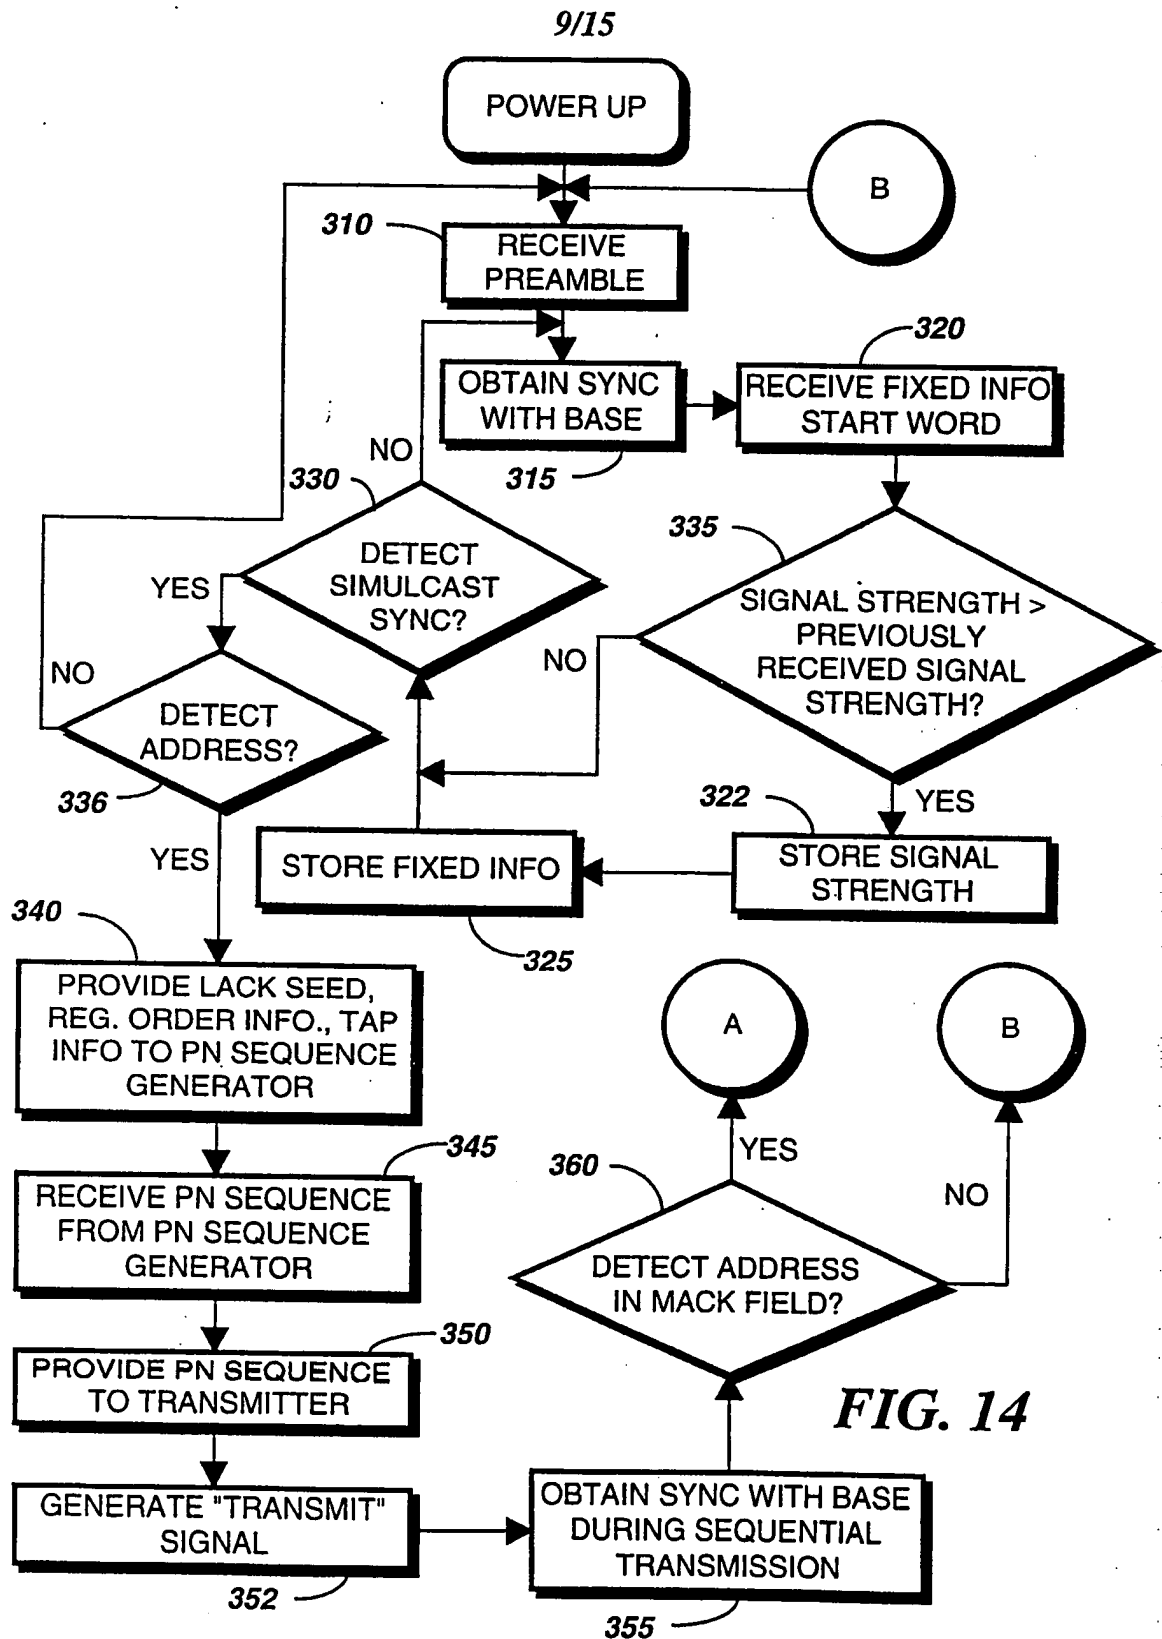 9/15
POWER UP
B
310
RECEIVE
PREAMBLE
320
OBTAIN SYNC
WITH BASE
315
RECEIVE FIXED INFO
START WORD
NO
330
DETECT
SIMULCAST
SYNC?
YES
335
SIGNAL STRENGTH >
PREVIOUSLY
RECEIVED SIGNAL
STRENGTH?
NO
YES
NO
DETECT
ADDRESS?
336
YES
322
STORE SIGNAL
STRENGTH
STORE FIXED INFO
325
340
PROVIDE LACK SEED,
REG. ORDER INFO., TAP
INFO TO PN SEQUENCE
GENERATOR
A
B
345
RECEIVE PN SEQUENCE
FROM PN SEQUENCE
GENERATOR
360
YES
NO
DETECT ADDRESS
IN MACK FIELD?
350
PROVIDE PN SEQUENCE
TO TRANSMITTER
FIG. 14
GENERATE "TRANSMIT"
SIGNAL
352
OBTAIN SYNC WITH BASE
DURING SEQUENTIAL
TRANSMISSION
355